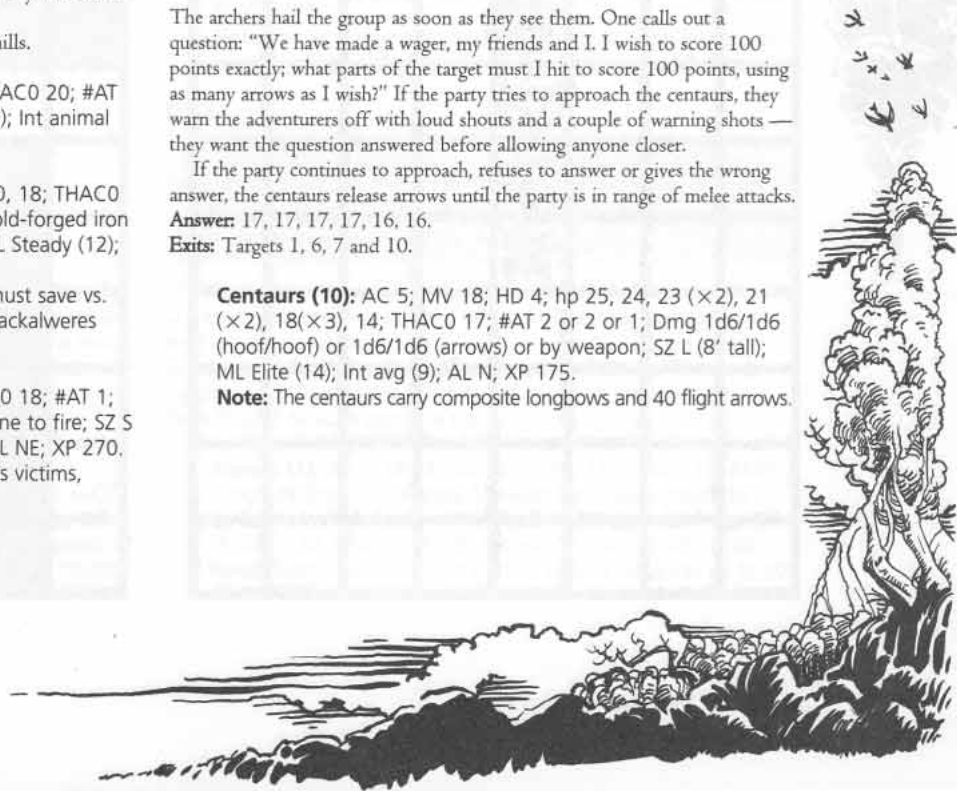 hills.
AC0 20; #AT
); Int animal
0, 18; THAC0
old-forged iron
L Steady (12);
must save vs.
ackalweres
0 18; #AT 1;
ne to fire; SZ S
L NE; XP 270.
s victims,
The archers hail the group as soon as they see them. One calls out a
question: “We have made a wager, my friends and I. I wish to score 100
points exactly; what parts of the target must I hit to score 100 points, using
as many arrows as I wish?” If the party tries to approach the centaurs, they
warn the adventurers off with loud shouts and a couple of warning shots —
they want the question answered before allowing anyone closer.
If the party continues to approach, refuses to answer or gives the wrong
answer, the centaurs release arrows until the party is in range of melee attacks.
Answer: 17, 17, 17, 17, 16, 16.
Exits: Targets 1, 6, 7 and 10.
Centaurs (10): AC 5; MV 18; HD 4; hp 25, 24, 23 (×2), 21
(×2), 18(×3), 14; THAC0 17; #AT 2 or 2 or 1; Dmg 1d6/1d6
(hoof/hoof) or 1d6/1d6 (arrows) or by weapon; SZ L (8’ tall);
ML Elite (14); Int avg (9); AL N; XP 175.
Note: The centaurs carry composite longbows and 40 flight arrows.